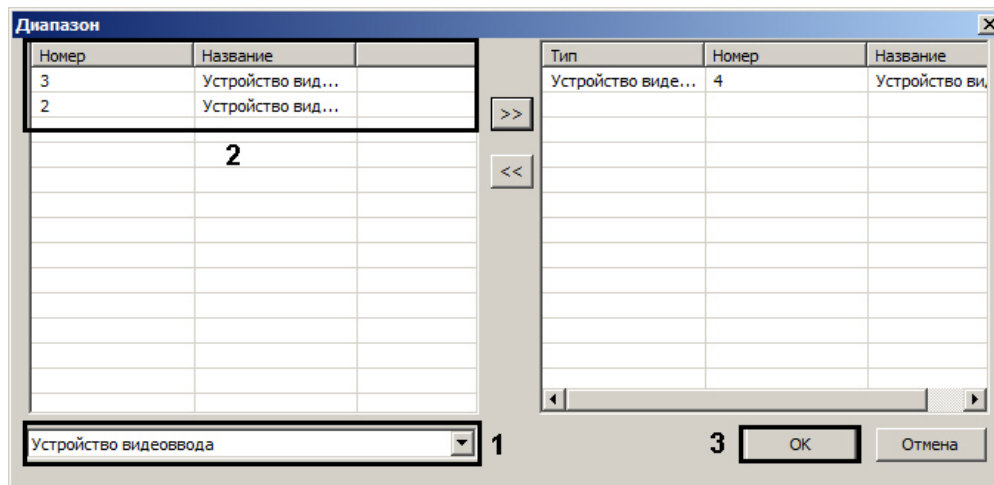 Диапазон
Номер Название
3 Устройство вид...
2 Устройство вид...
2
>>
<<
Тип Номер Название
Устройство виде... 4 Устройство ви
Устройство видеоввода
1
3
OK
Отмена